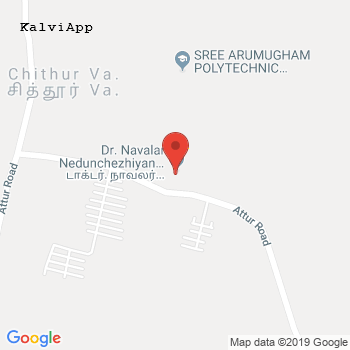 KalviApp
SREE ARUMUGHAM
POLYTECHNIC...
Chithur Va.
சித்தூர் Va.
Dr. Navalar
Nedunchezhiyan...
டாக்டர். நாவலர்...
Attur Road
Attur Road
Google
Map data ©2019 Google